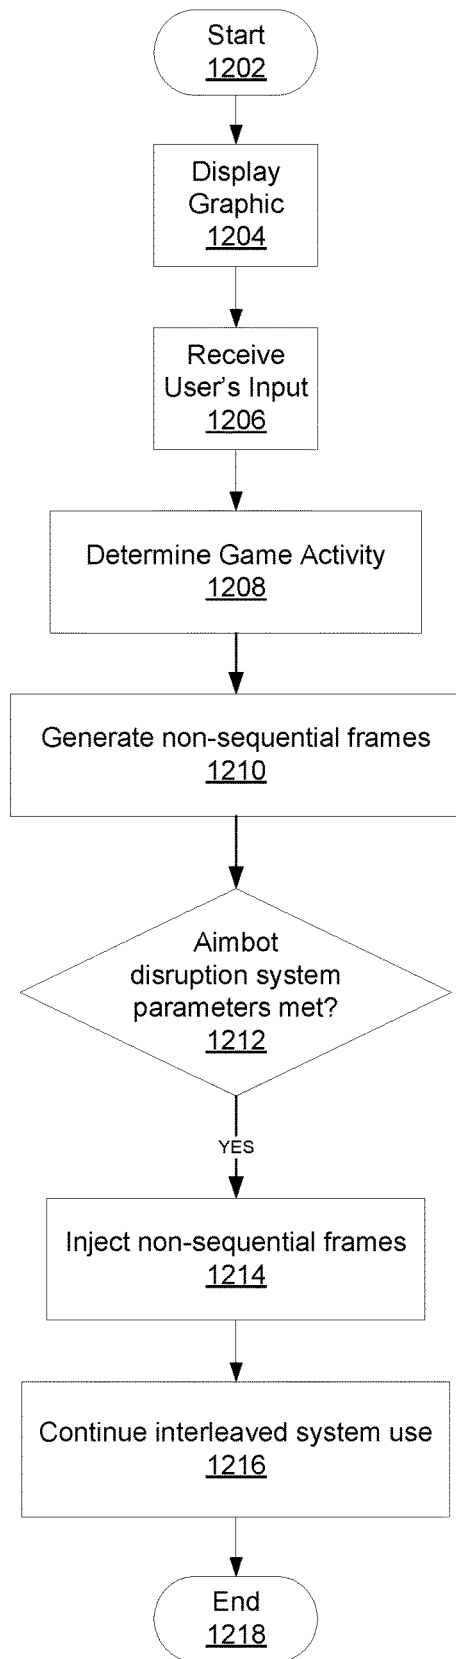 Start
1202
Display
Graphic
1204
Receive
User's Input
1206
Determine Game Activity
1208
Generate non-sequential frames
1210
Aimbot
disruption system
parameters met?
1212
YES
Inject non-sequential frames
1214
Continue interleaved system use
1216
End
1218